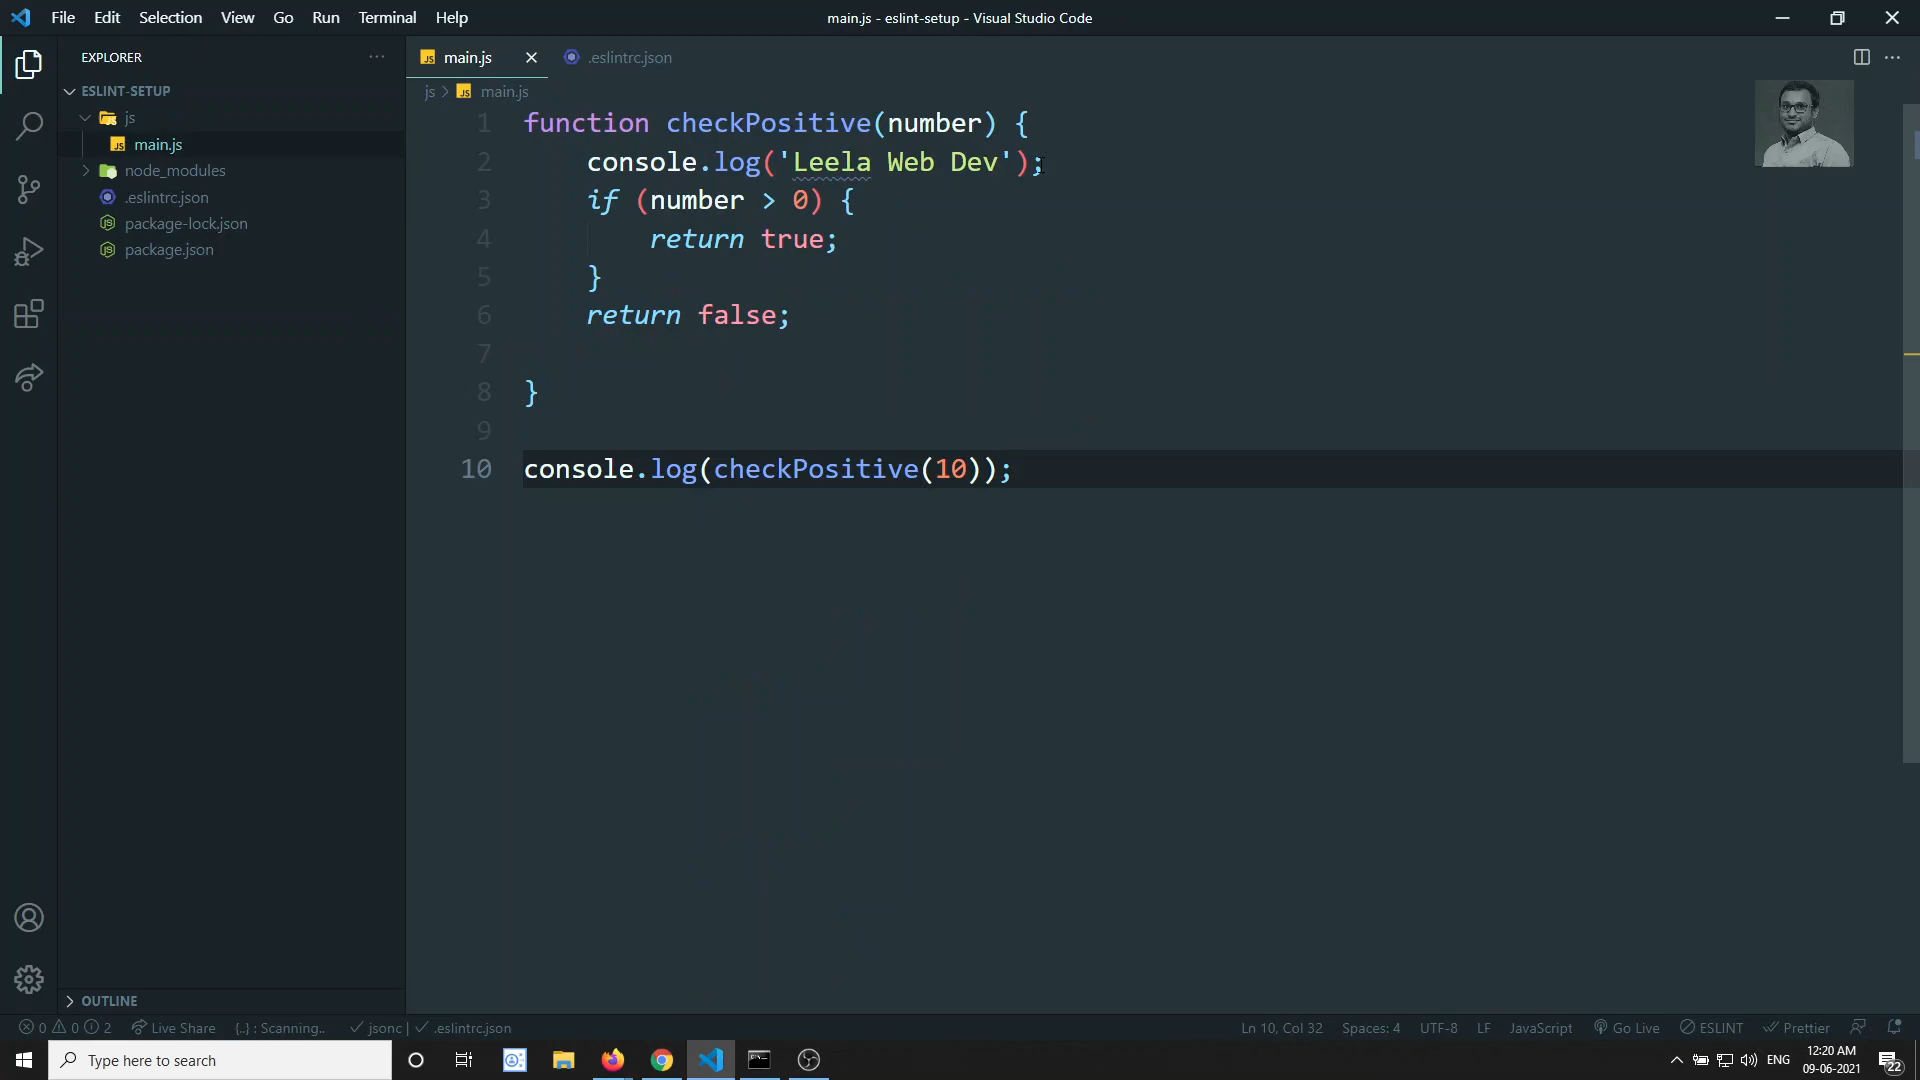 File Edit Selection View Go Run Terminal Help
main.js - eslint-setup - Visual Studio Code
EXPLORER
ESLINT-SETUP
js
main.js
node_modules
.eslintrc.json
package-lock.json
package.json
OUTLINE
main.js .eslintrc.json
js > main.js
1 function checkPositive(number) {
2 console.log('Leela Web Dev');
3 if (number > 0) {
4 return true;
5 }
6 return false;
7
8 }
9
10 console.log(checkPositive(10));
0 0 2 Live Share {..} : Scanning.. jsonc | .eslintrc.json
Ln 10, Col 32 Spaces: 4 UTF-8 LF JavaScript Go Live ESLINT Prettier
Type here to search
ENG
12:20 AM
09-06-2021
22